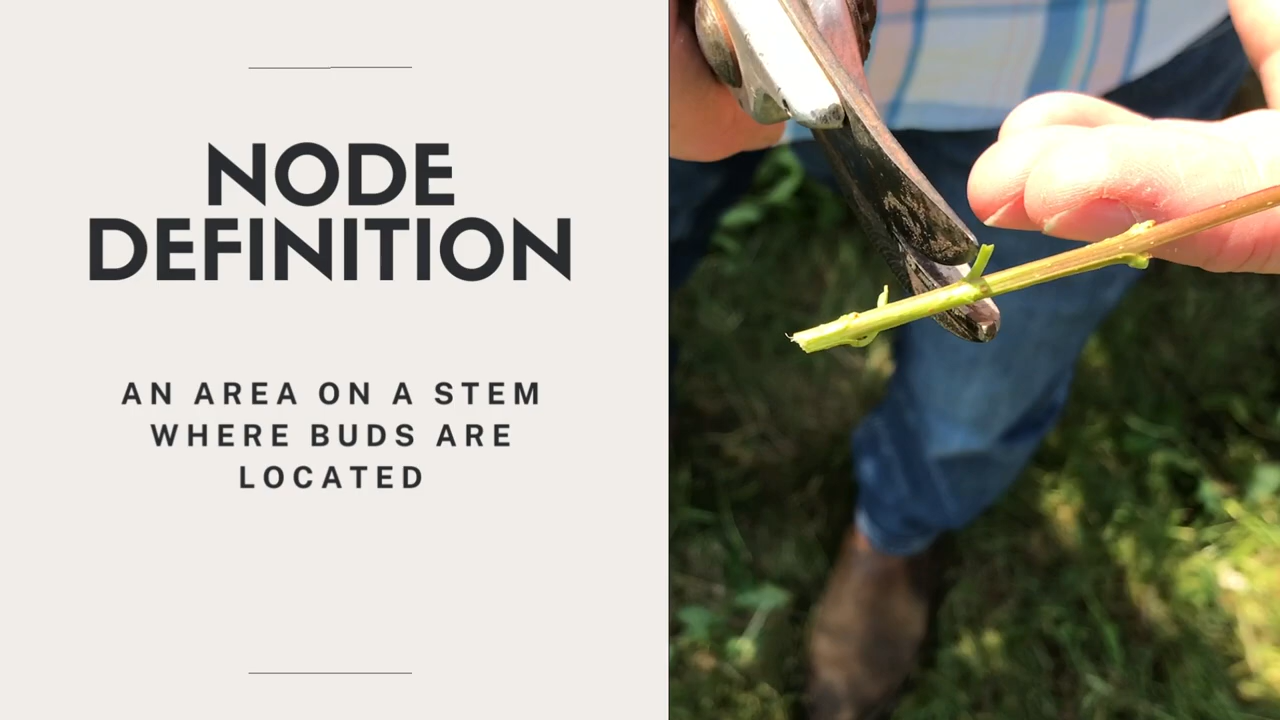 NODE
DEFINITION
AN AREA ON A STEM
WHERE BUDS ARE
LOCATED